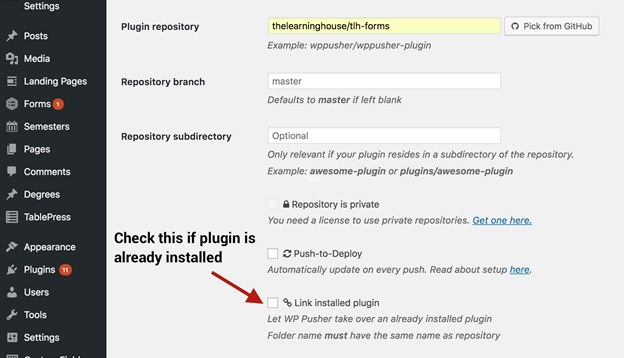 Settings
Posts
Media
Landing Pages
Forms 1
Semesters
Pages
Comments
Degrees
TablePress
Appearance
Plugins 11
Users
Tools
Settings
Plugin repository
thelearninghouse/tlh-forms
Pick from GitHub
Example: wppusher/wppusher-plugin
Repository branch
master
Defaults to master if left blank
Repository subdirectory
Optional
Only relevant if your plugin resides in a subdirectory of the repository.
Example: awesome-plugin or plugins/awesome-plugin
Repository is private
You need a license to use private repositories. Get one here.
Check this if plugin is
already installed
Push-to-Deploy
Automatically update on every push. Read about setup here.
Link installed plugin
Let WP Pusher take over an already installed plugin
Folder name must have the same name as repository